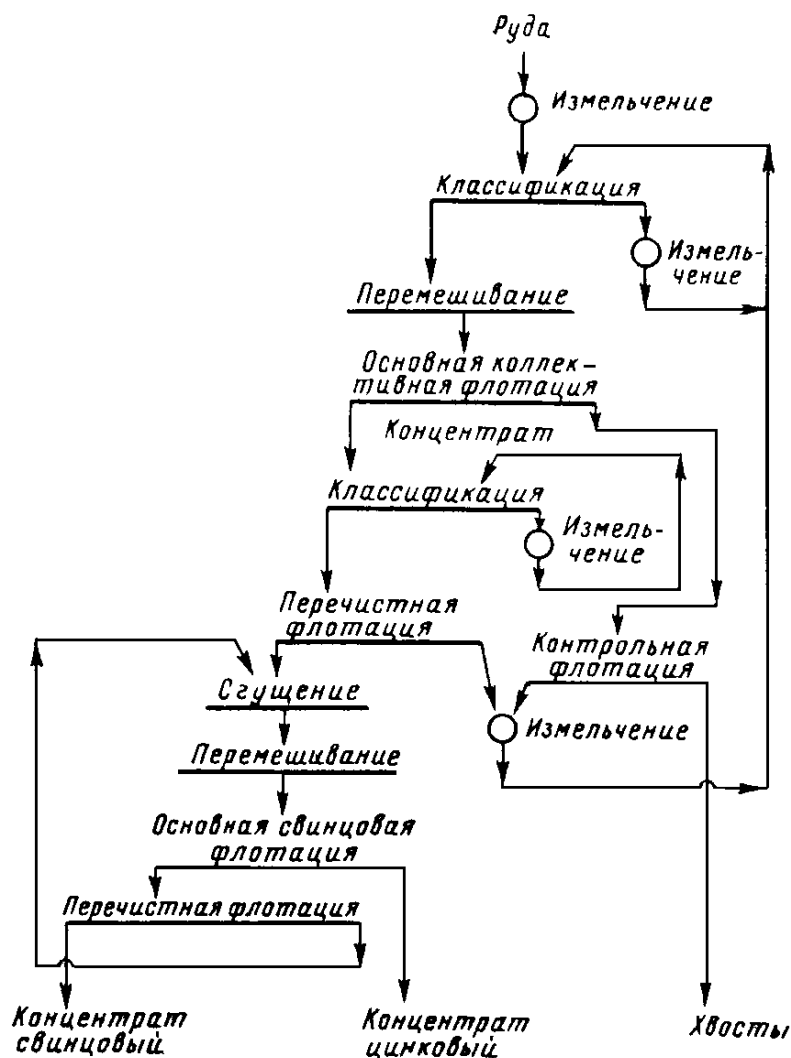 Руда
Измельчение
Классификация
Измель-
чение
Перемешивание
Основная коллек-
тивная флотация
Концентрат
Классификация
Измель-
чение
Перечистная
флотация
Контрольная
флотация
Сгущение
Измельчение
Перемешивание
Основная свинцовая
флотация
Перечистная флотация
Концентрат
свинцовый
Концентрат
цинковый
Хвосты